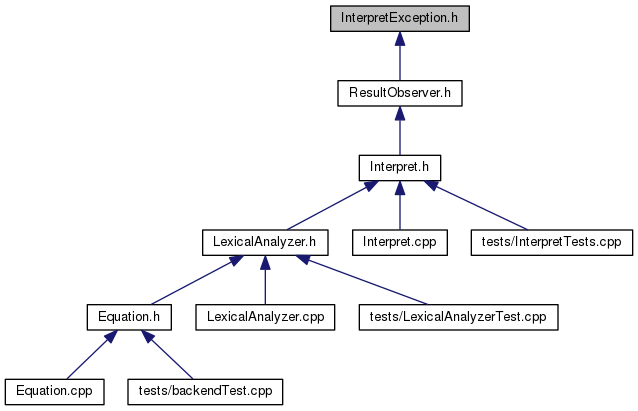 InterpretException.h
ResultObserver.h
Interpret.h
LexicalAnalyzer.h
Interpret.cpp
tests/InterpretTests.cpp
Equation.h
LexicalAnalyzer.cpp
tests/LexicalAnalyzerTest.cpp
Equation.cpp
tests/backendTest.cpp